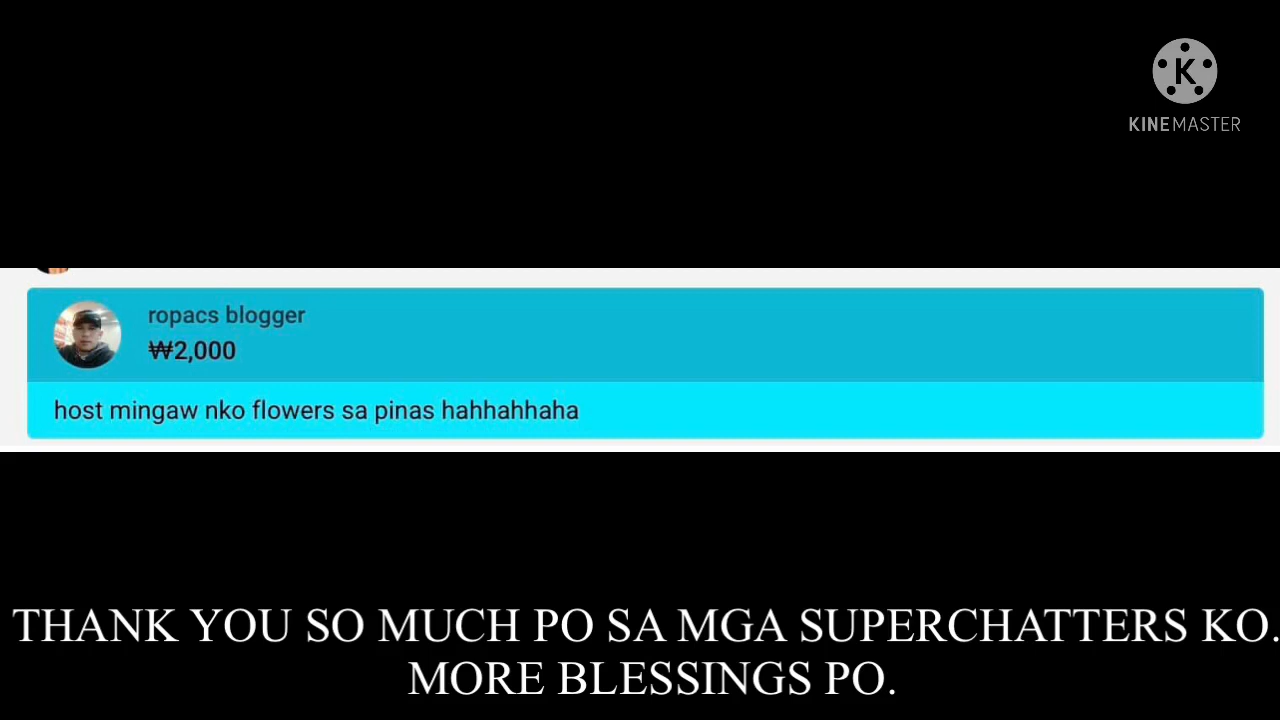 KINEMASTER
ropacs blogger
₩2,000
host mingaw nko flowers sa pinas hahhahhaha
THANK YOU SO MUCH PO SA MGA SUPERCHATTERS KO.
MORE BLESSINGS PO.